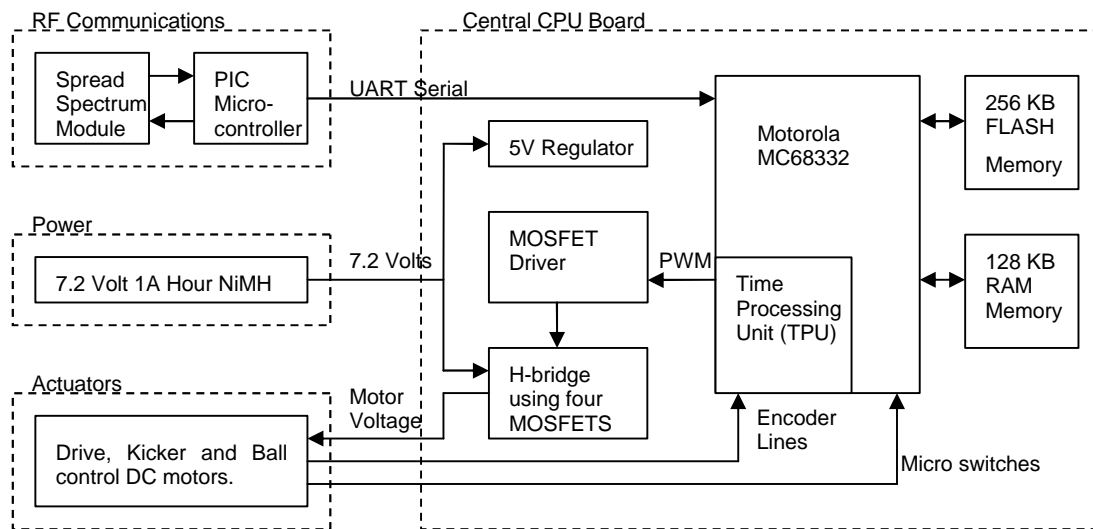 RF Communications
Central CPU Board
Spread
Spectrum
Module
PIC
Micro-
controller
UART Serial
Motorola
MC68332
256 KB
FLASH
Memory
5V Regulator
Power
7.2 Volt 1A Hour NiMH
7.2 Volts
MOSFET
Driver
PWM
Time
Processing
Unit (TPU)
128 KB
RAM
Memory
Actuators
Motor
Voltage
H-bridge
using four
MOSFETS
Encoder
Lines
Drive, Kicker and Ball
control DC motors.
Micro switches